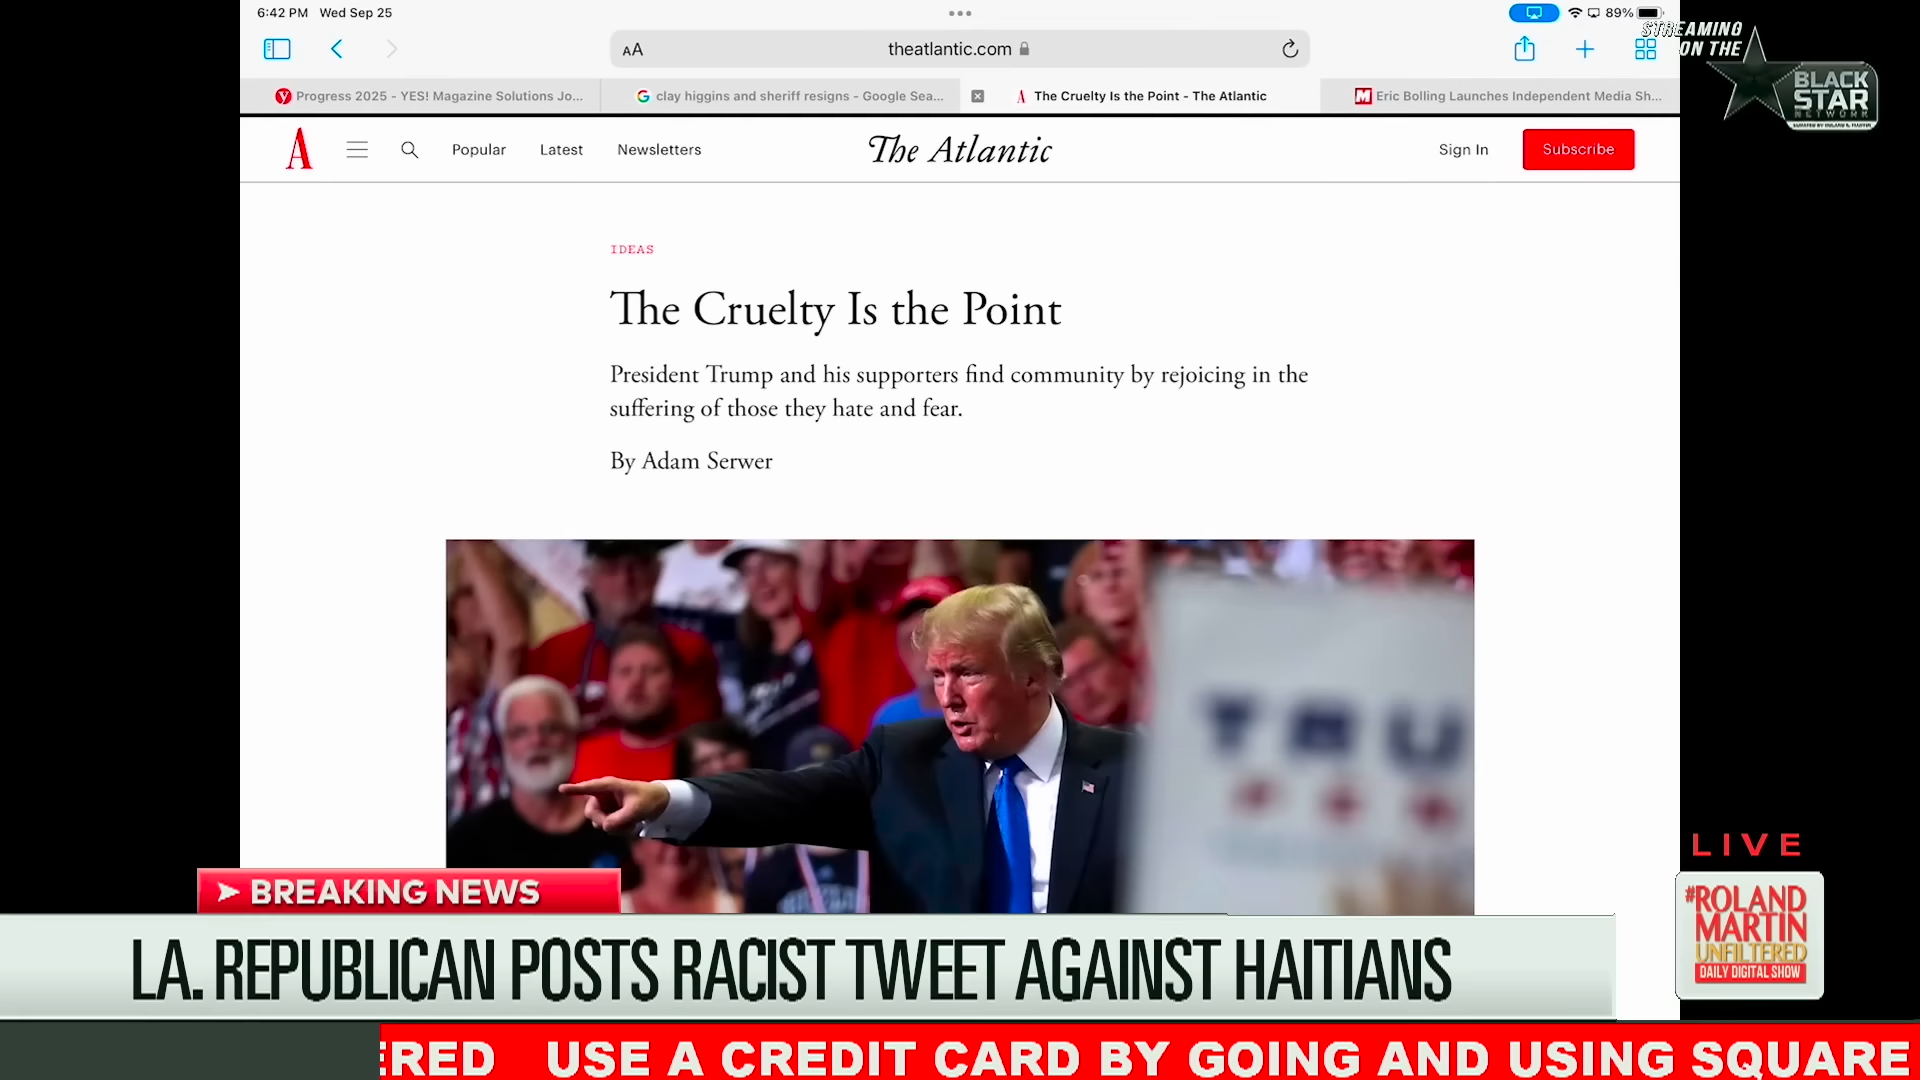 6:42 PM Wed Sep 25
89%
AA
theatlantic.com
STREAMING
ON THE
BLACK
STAR
NETWORK
Progress 2025 - YES! Magazine Solutions Jo...
clay higgins and sheriff resigns - Google Sea...
The Cruelty Is the Point - The Atlantic
Eric Bolling Launches Independent Media Sh...
Popular
Latest
Newsletters
The Atlantic
Sign In
Subscribe
IDEAS
The Cruelty Is the Point
President Trump and his supporters find community by rejoicing in the
suffering of those they hate and fear.
By Adam Serwer
TRU
LIVE
BREAKING NEWS
LA. REPUBLICAN POSTS RACIST TWEET AGAINST HAITIANS
#ROLAND
MARTIN
UNFILTERED
DAILY DIGITAL SHOW
ERED USE A CREDIT CARD BY GOING AND USING SQUARE